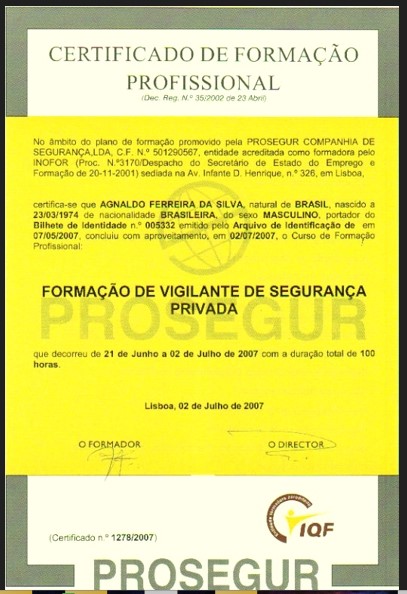 CERTIFICADO DE FORMAÇÃO
PROFISSIONAL
(Dec. Reg. N.º 35/2002 de 23 Abril)
No âmbito do plano de formação promovido pela PROSEGUR COMPANHIA DE
SEGURANÇA,LDA, C.F. N.º 501290567, entidade acreditada como formadora pelo
INOFOR (Proc. N.º3170/Despacho do Secretário de Estado do Emprego e
Formação de 20-11-2001) sediada na Av. Infante D. Henrique, n.º 326, em Lisboa,
certifica-se que AGNALDO FERREIRA DA SILVA, natural de BRASIL, nascido a
23/03/1974 de nacionalidade BRASILEIRA, do sexo MASCULINO, portador do
Bilhete de Identidade n.º 005332 emitido pelo Arquivo de Identificação de em
07/05/2007, concluiu com aproveitamento, em 02/07/2007, o Curso de Formação
Profissional:
FORMAÇÃO DE VIGILANTE DE SEGURANÇA
PRIVADA
PROSEGUR
que decorreu de 21 de Junho a 02 de Julho de 2007 com a duração total de 100
horas.
Lisboa, 02 de Julho de 2007
O FORMADOR O DIRECTOR
IQF
(Certificado n.º 1278/2007)
PROSEGUR